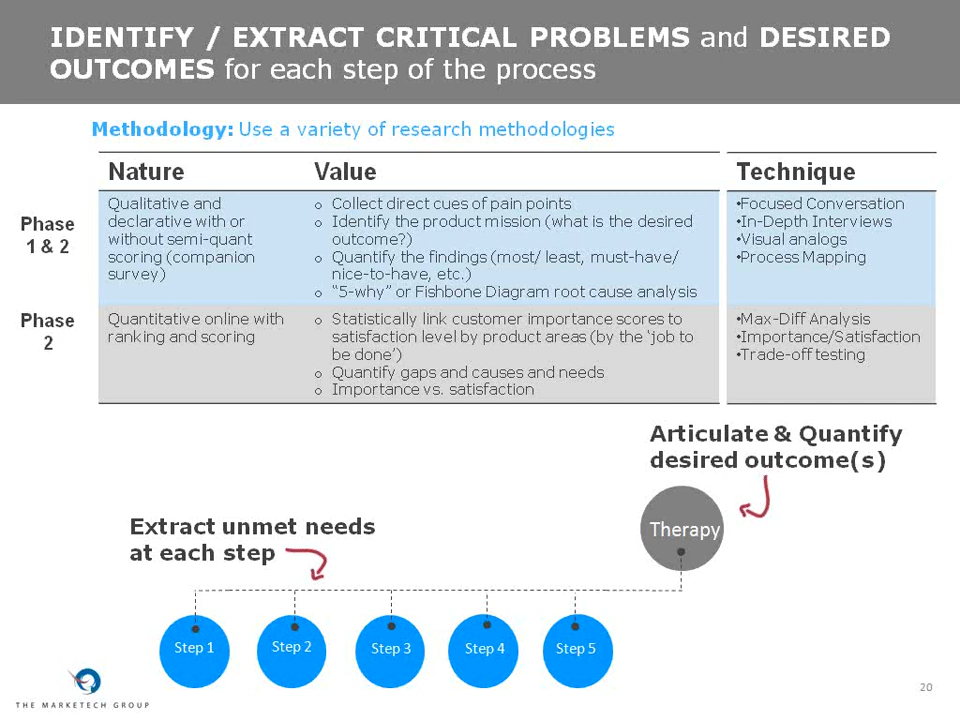 IDENTIFY / EXTRACT CRITICAL PROBLEMS and DESIRED
OUTCOMES for each step of the process
Methodology: Use a variety of research methodologies
Nature
Value
Technique
Phase
1 & 2
Qualitative and
declarative with or
without semi-quant
scoring (companion
survey)
o Collect direct cues of pain points
o Identify the product mission (what is the desired
outcome?)
o Quantify the findings (most/ least, must-have/
nice-to-have, etc.)
o “5-why” or Fishbone Diagram root cause analysis
•Focused Conversation
•In-Depth Interviews
•Visual analogs
•Process Mapping
Phase
2
Quantitative online with
ranking and scoring
o Statistically link customer importance scores to
satisfaction level by product areas (by the ‘job to
be done’)
o Quantify gaps and causes and needs
o Importance vs. satisfaction
•Max-Diff Analysis
•Importance/Satisfaction
•Trade-off testing
Articulate & Quantify
desired outcome(s)
Therapy
Extract unmet needs
at each step
Step 1
Step 2
Step 3
Step 4
Step 5
THE MARKETECH GROUP
20